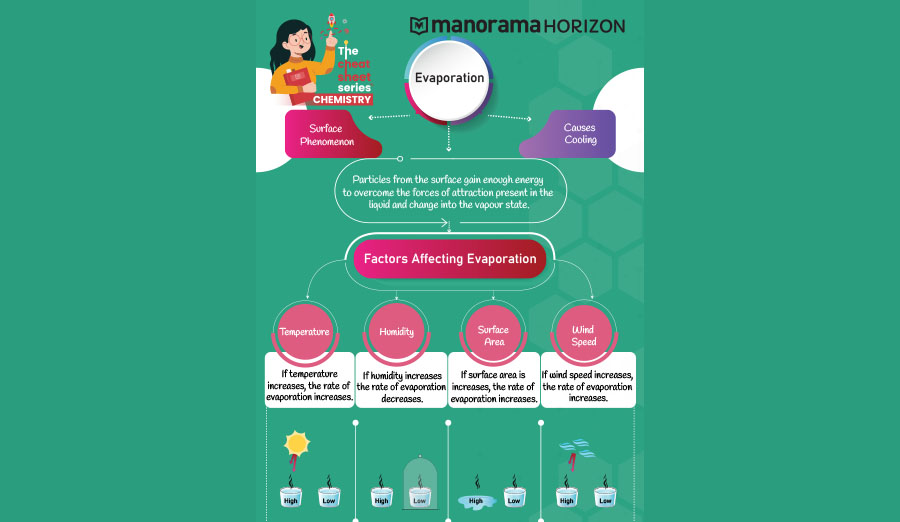 manorama HORIZON
The
cheat
sheet
series
CHEMISTRY
Evaporation
Surface
Phenomenon
Causes
Cooling
Particles from the surface gain enough energy
to overcome the forces of attraction present in the
liquid and change into the vapour state.
Factors Affecting Evaporation
Temperature
Humidity
Surface
Area
Wind
Speed
If temperature
increases, the rate of
evaporation increases.
If humidity increases
the rate of evaporation
decreases.
If surface area is
increases, the rate of
evaporation increases.
If wind speed increases,
the rate of evaporation
increases.
High
Low
High
Low
High
Low
High
Low